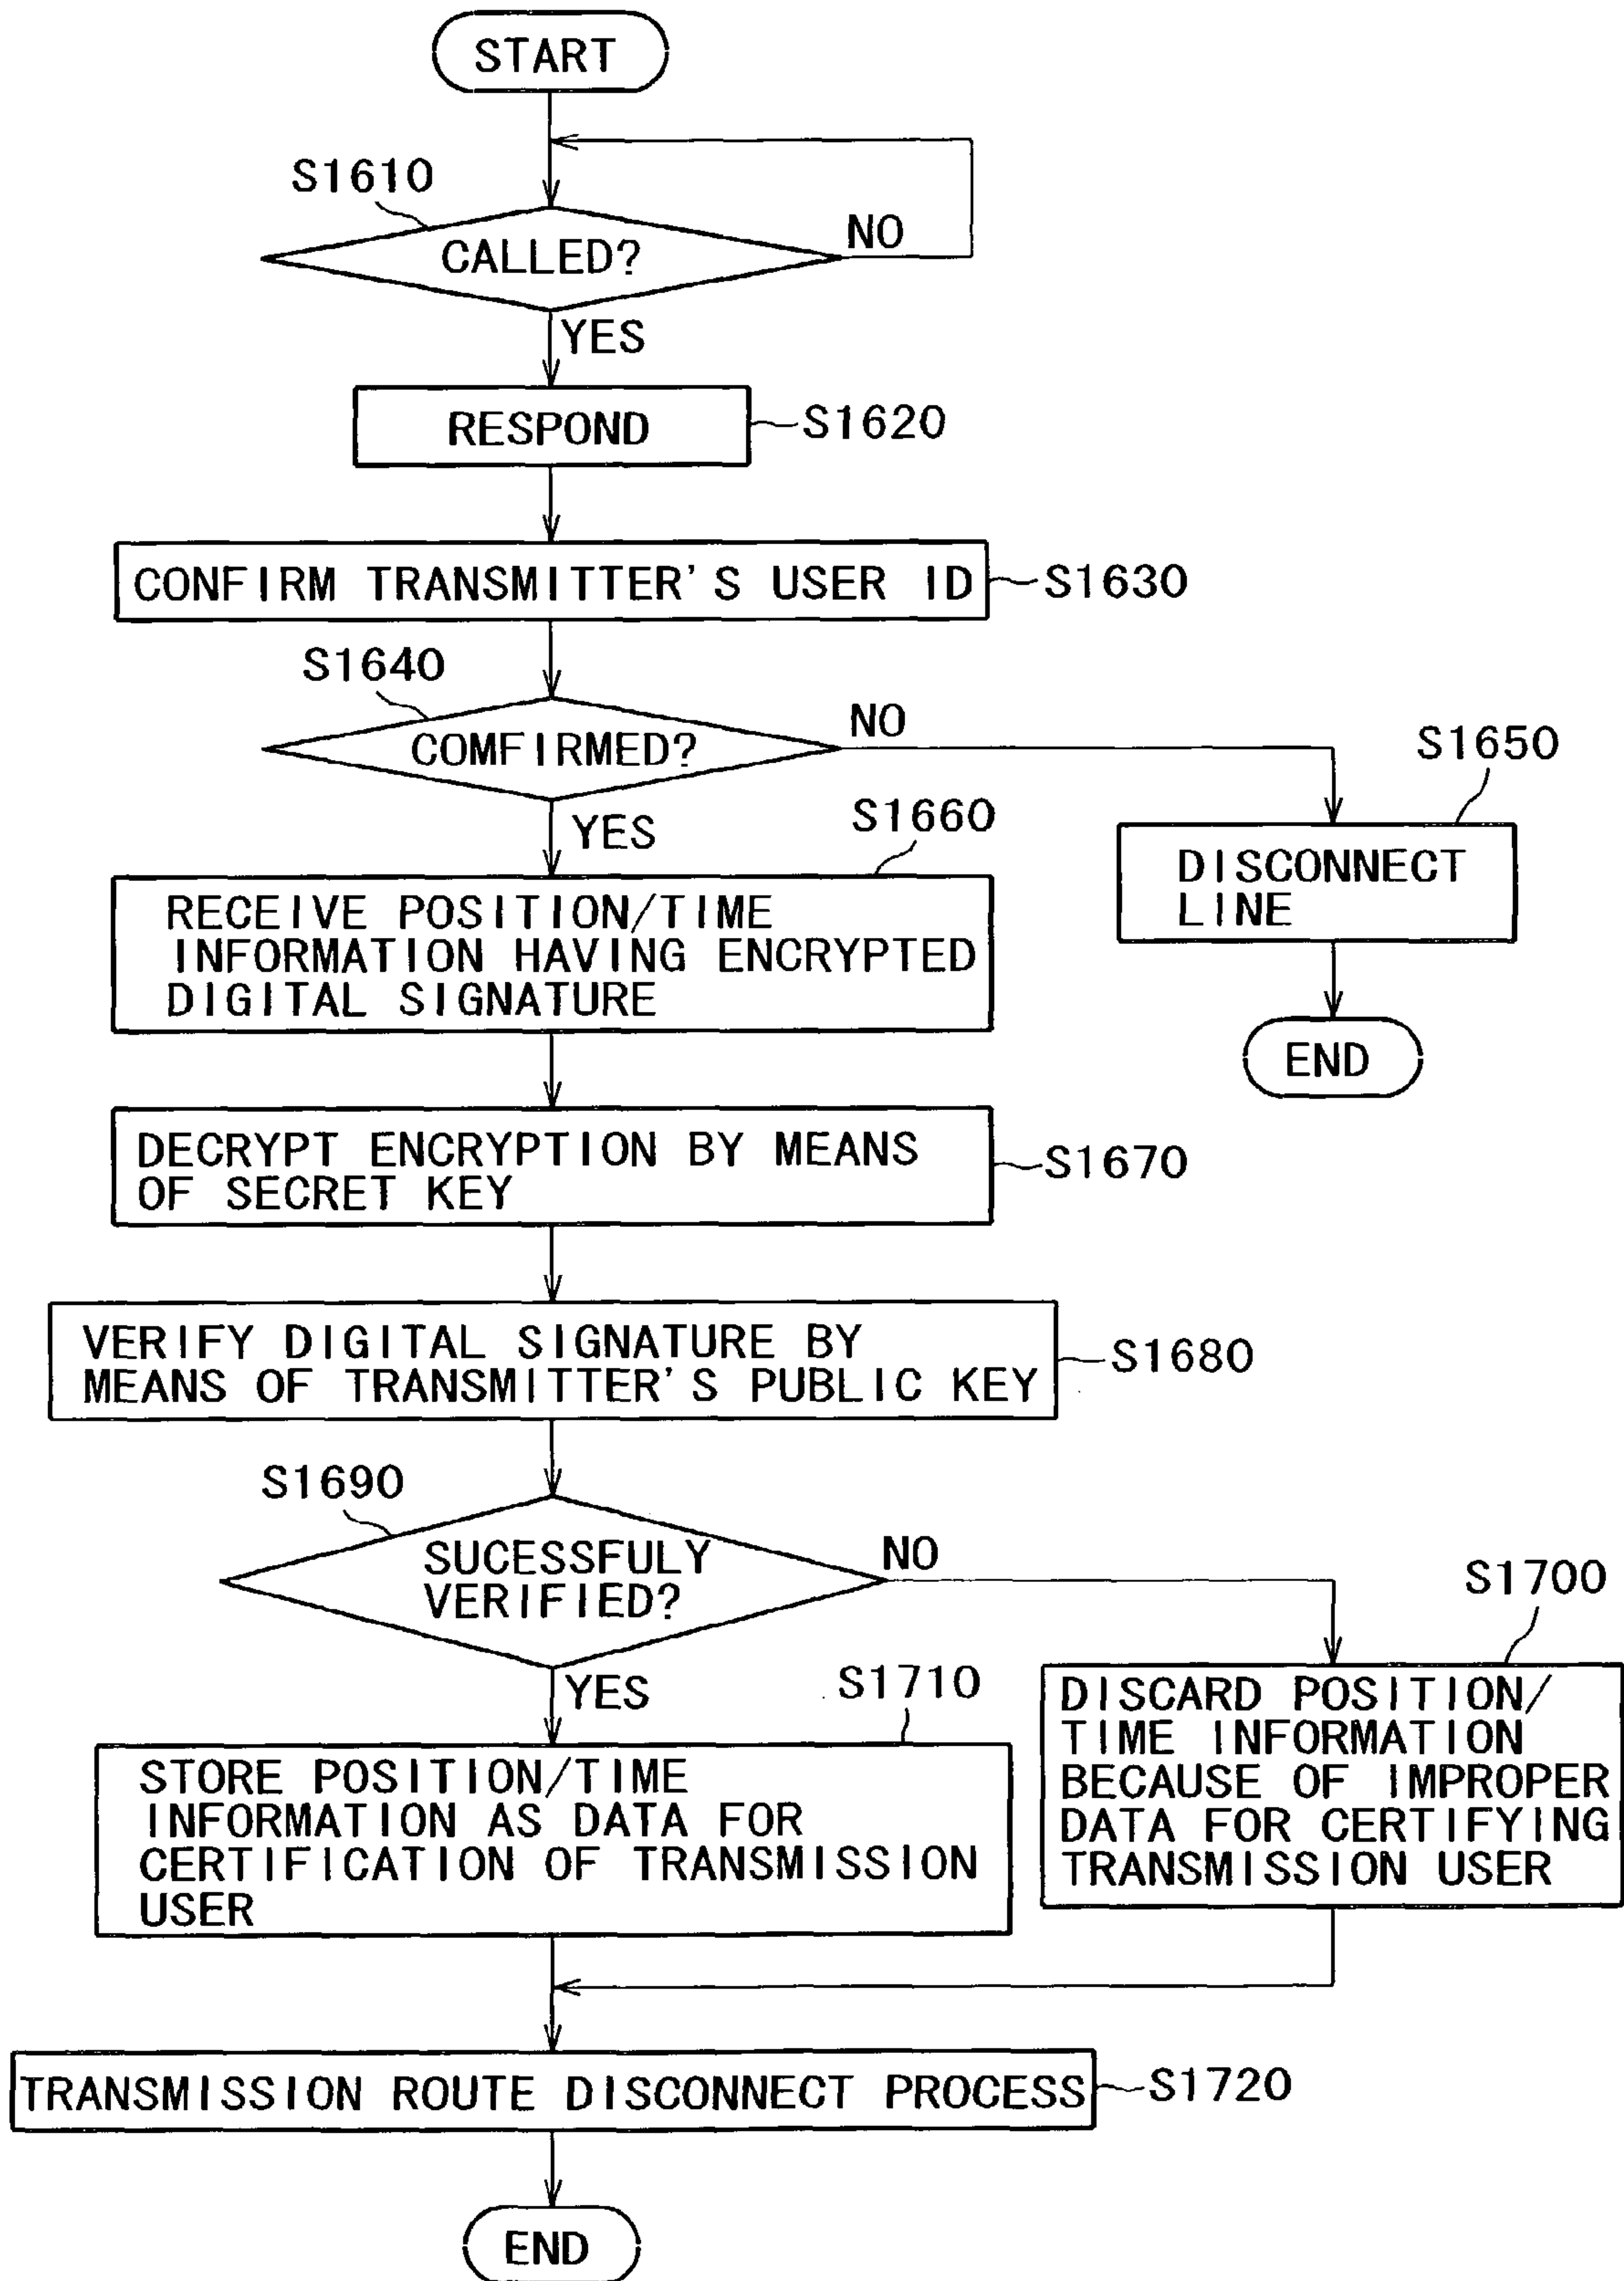 START
S1610
CALLED?
NO
YES
RESPOND
S1620
CONFIRM TRANSMITTER'S USER ID
S1630
S1640
COMFIRMED?
NO
YES
S1650
DISCONNECT
LINE
END
S1660
RECEIVE POSITION/TIME
INFORMATION HAVING ENCRYPTED
DIGITAL SIGNATURE
DECRYPT ENCRYPTION BY MEANS
OF SECRET KEY
S1670
VERIFY DIGITAL SIGNATURE BY
MEANS OF TRANSMITTER'S PUBLIC KEY
S1680
S1690
SUCESSFULY
VERIFIED?
NO
YES
S1700
DISCARD POSITION/
TIME INFORMATION
BECAUSE OF IMPROPER
DATA FOR CERTIFYING
TRANSMISSION USER
S1710
STORE POSITION/TIME
INFORMATION AS DATA FOR
CERTIFICATION OF TRANSMISSION
USER
TRANSMISSION ROUTE DISCONNECT PROCESS
S1720
END